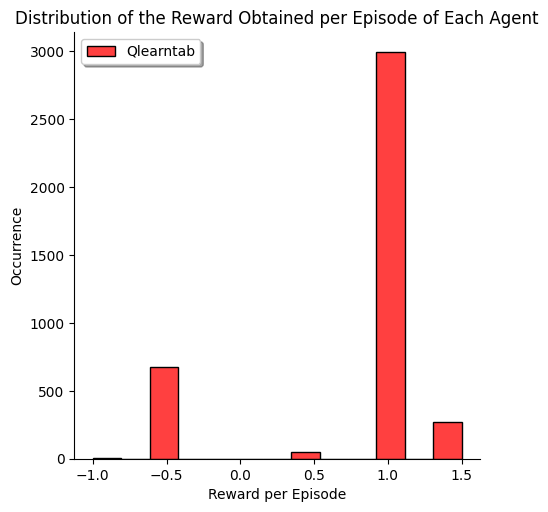 Distribution of the Reward Obtained per Episode of Each Agent
Qlearntab
3000
2500
2000
1500
1000
500
0
Occurrence
−1.0 −0.5 0.0 0.5 1.0 1.5
Reward per Episode